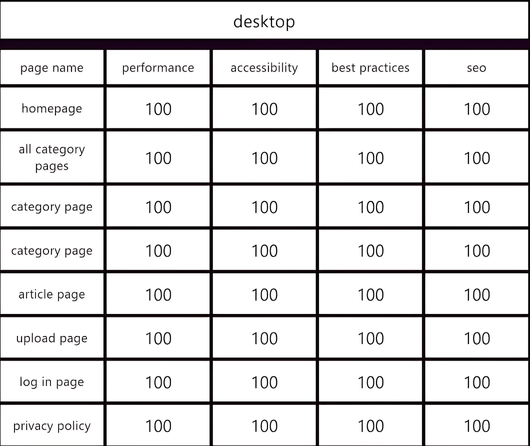 desktop
page name performance accessibility best practices seo
homepage 100 100 100 100
all category
pages 100 100 100 100
category page 100 100 100 100
category page 100 100 100 100
article page 100 100 100 100
upload page 100 100 100 100
log in page 100 100 100 100
privacy policy 100 100 100 100